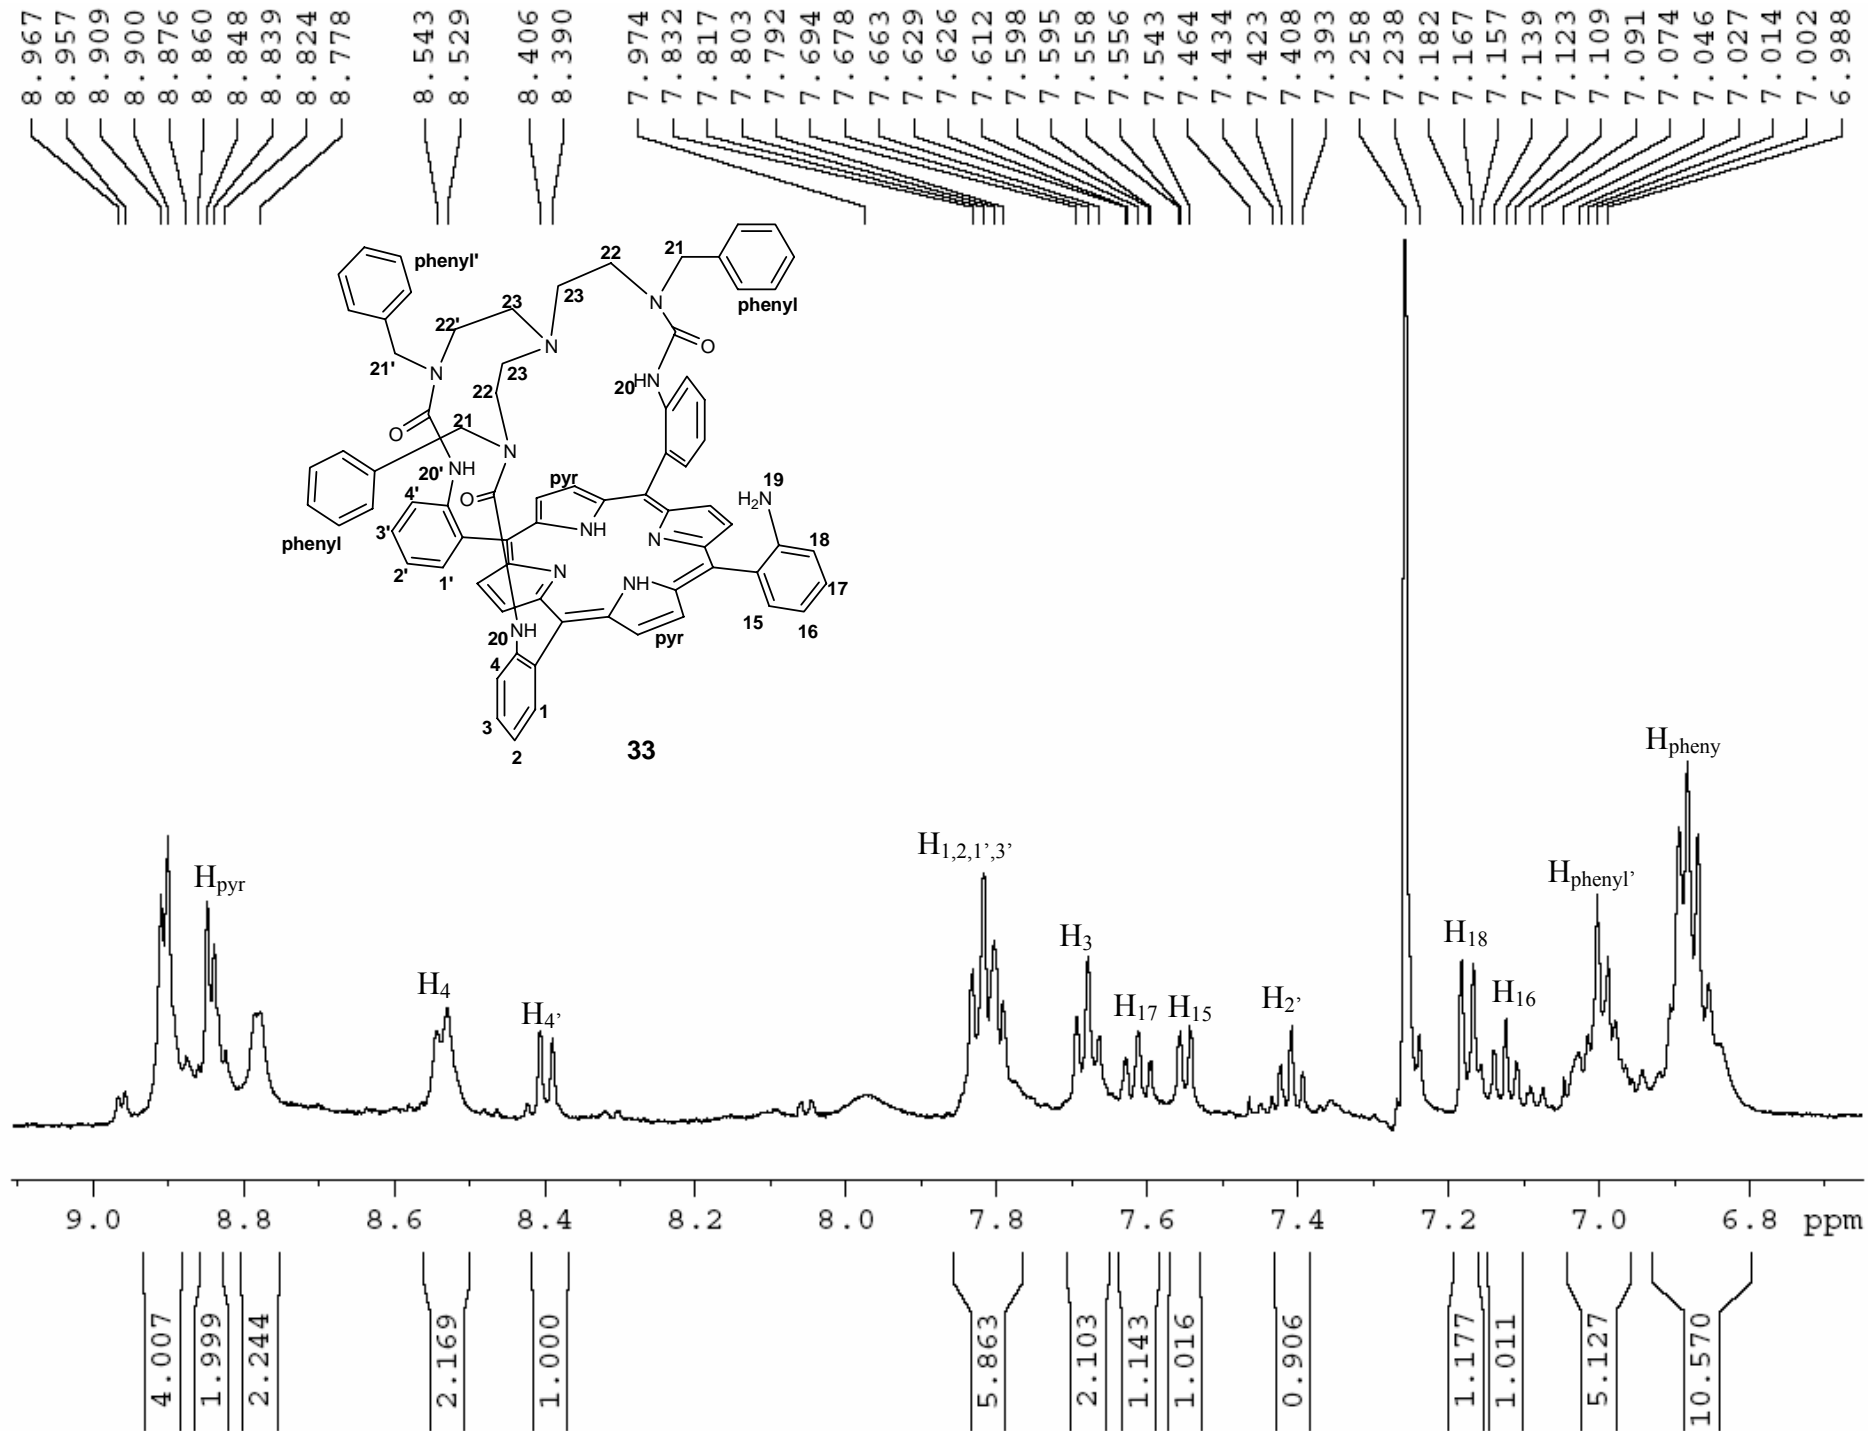 8.967 8.957 8.909 8.900 8.876 8.860 8.848 8.839 8.824 8.778 8.543 8.529 8.406 8.390 7.974 7.832 7.817 7.803 7.792 7.694 7.678 7.663 7.629 7.626 7.612 7.598 7.595 7.558 7.556 7.543 7.464 7.434 7.423 7.408 7.393 7.258 7.238 7.182 7.167 7.157 7.139 7.123 7.109 7.091 7.074 7.046 7.027 7.014 7.002 6.988
phenyl' 22 21
23 23 phenyl
22' N
N O
21' N 23
22 20 HN
O 21
N
20' NH
4' O pyr 19
H2N
phenyl 3' NH N 18
2' 1' N NH 17
15 16
20 NH pyr
4
1
3
2 33
Hpheny
H1,2,1',3'
Hpyr Hphenyl'
H3 H18
H4 H17 H15 H2' H16
H4'
9.0 8.8 8.6 8.4 8.2 8.0 7.8 7.6 7.4 7.2 7.0 6.8 ppm
4.007 1.999 2.244 2.169 1.000 5.863 2.103 1.143 1.016 0.906 1.177 1.011 5.127 10.570